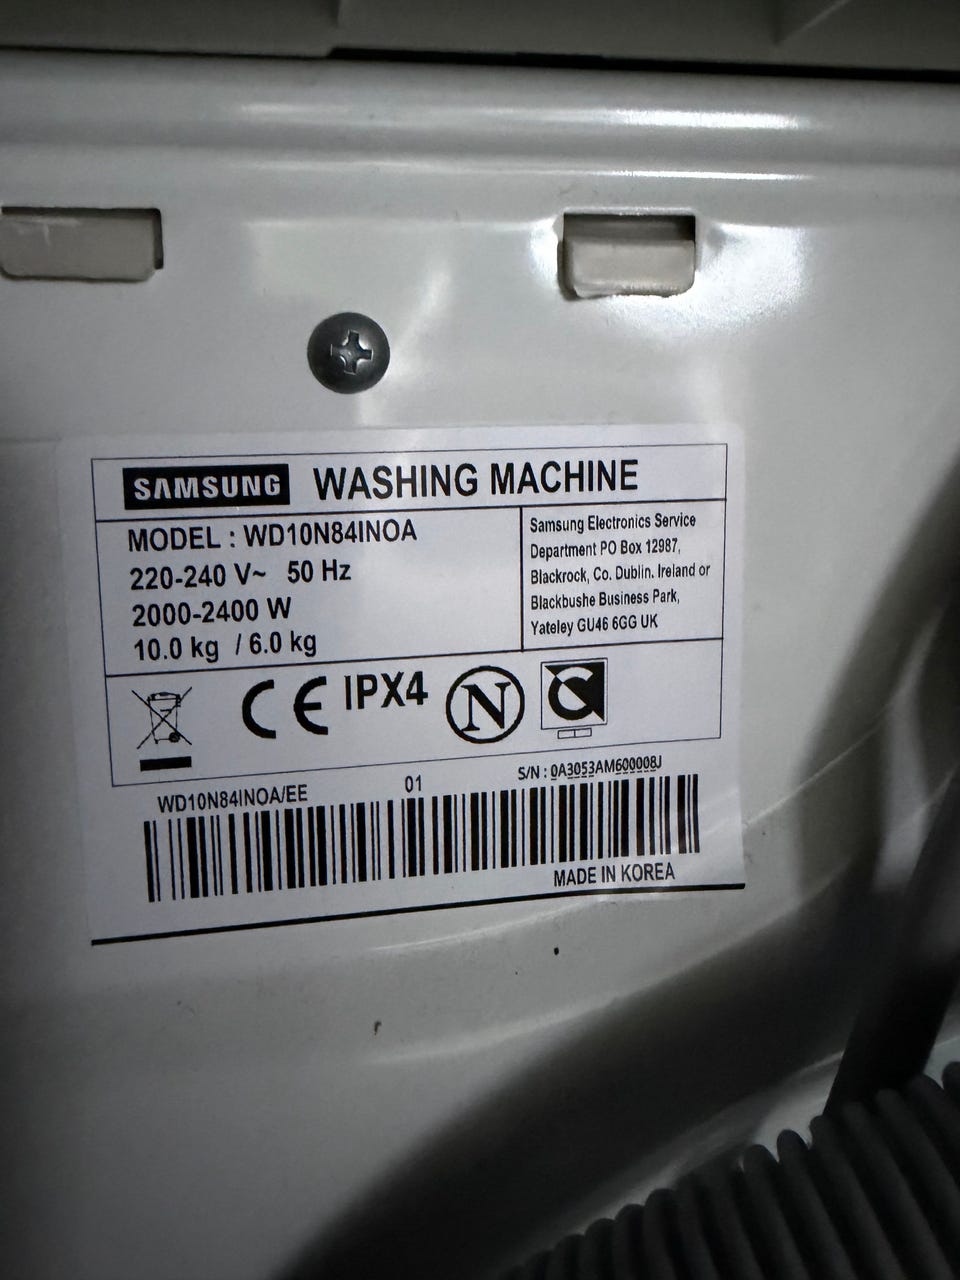 SAMSUNG WASHING MACHINE
MODEL : WD10N84INOA
220-240 V~ 50 Hz
2000-2400 W
10.0 kg / 6.0 kg
Samsung Electronics Service
Department PO Box 12987,
Blackrock, Co. Dublin. Ireland or
Blackbushe Business Park,
Yateley GU46 6GG UK
CE IPX4 N C
WD10N84INOA/EE 01 S/N : 0A3053AM600008J
MADE IN KOREA